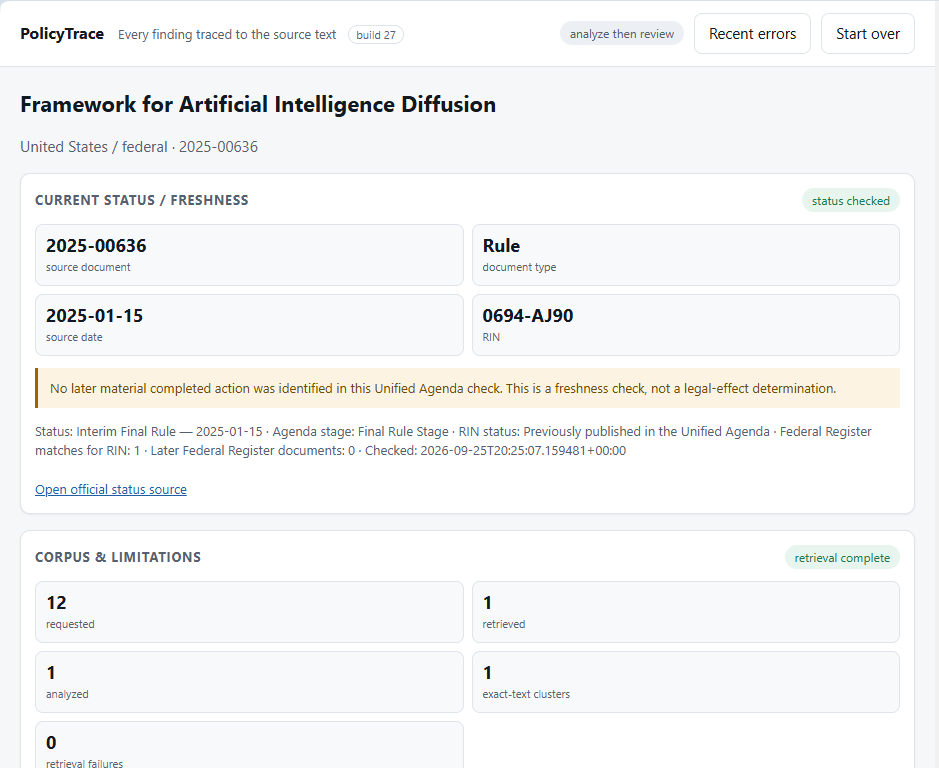 PolicyTrace Every finding traced to the source text build 27 analyze then review Recent errors Start over
Framework for Artificial Intelligence Diffusion
United States / federal · 2025-00636
CURRENT STATUS / FRESHNESS status checked
2025-00636 Rule
source document document type
2025-01-15 0694-AJ90
source date RIN
No later material completed action was identified in this Unified Agenda check. This is a freshness check, not a legal-effect determination.
Status: Interim Final Rule — 2025-01-15 · Agenda stage: Final Rule Stage · RIN status: Previously published in the Unified Agenda · Federal Register
matches for RIN: 1 · Later Federal Register documents: 0 · Checked: 2026-09-25T20:25:07.159481+00:00
Open official status source
CORPUS & LIMITATIONS retrieval complete
12 1
requested retrieved
1 1
analyzed exact-text clusters
0
retrieval failures